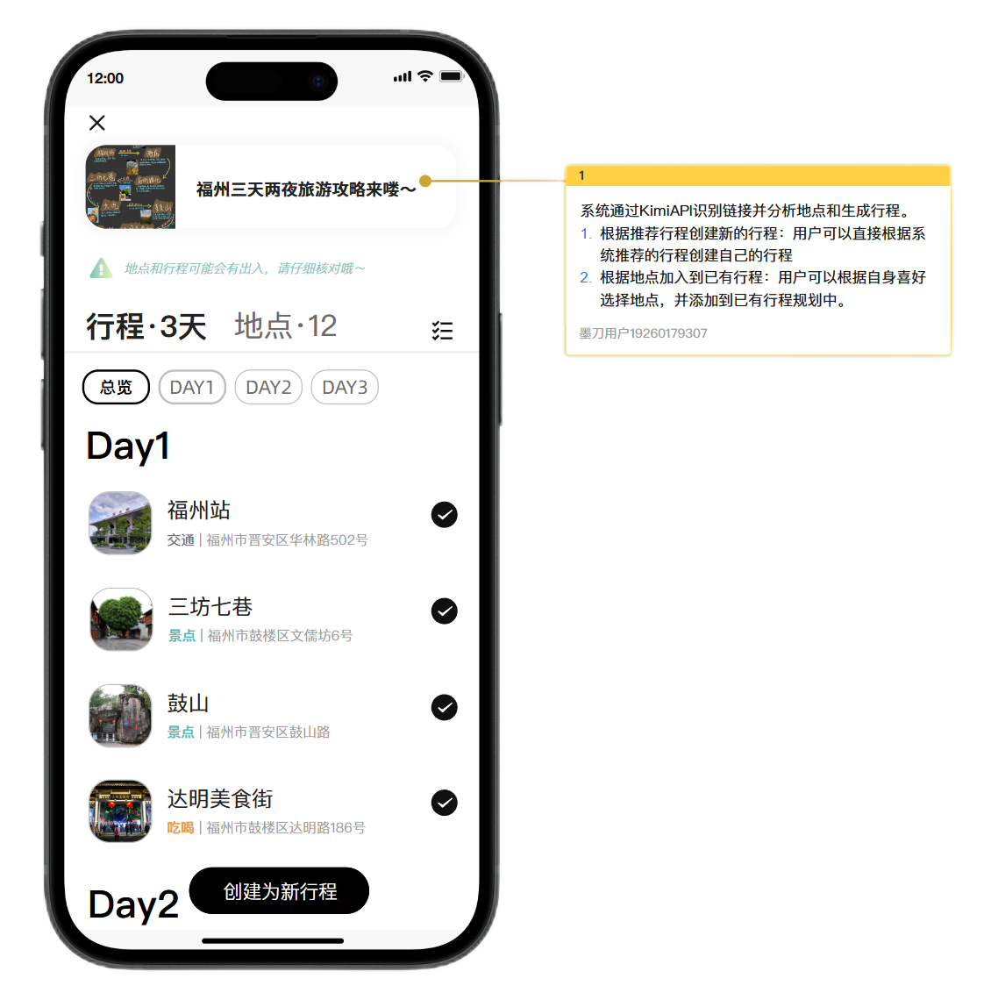 12:00
福州三天两夜旅游攻略来喽～
地点和行程可能会有出入，请仔细核对哦～
行程·3天 地点·12
总览 DAY1 DAY2 DAY3
Day1
福州站
交通 | 福州市晋安区华林路502号
三坊七巷
景点 | 福州市鼓楼区文儒坊6号
鼓山
景点 | 福州市晋安区鼓山路
达明美食街
吃喝 | 福州市鼓楼区达明路186号
Day2
创建为新行程
1
系统通过KimiAPI识别链接并分析地点和生成行程。
1. 根据推荐行程创建新的行程：用户可以直接根据系
统推荐的行程创建自己的行程
2. 根据地点加入到已有行程：用户可以根据自身喜好
选择地点，并添加到已有行程规划中。
墨刀用户19260179307